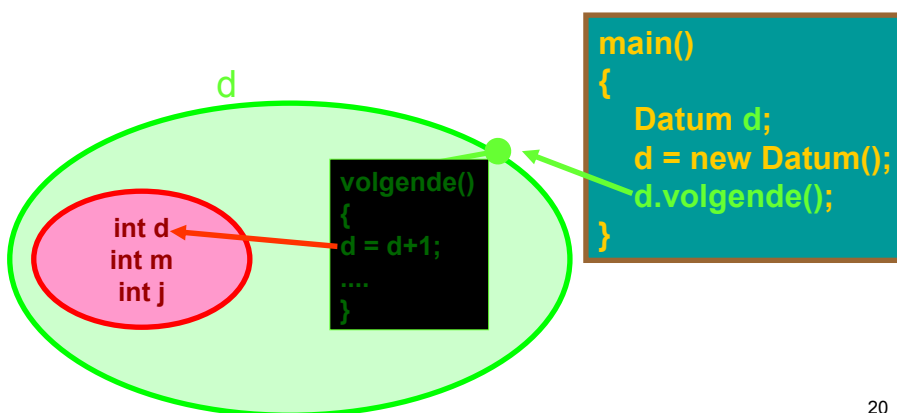 d
int d
int m
int j
volgende()
{
d = d+1;
....
}
main()
{
Datum d;
d = new Datum();
d.volgende();
}
20